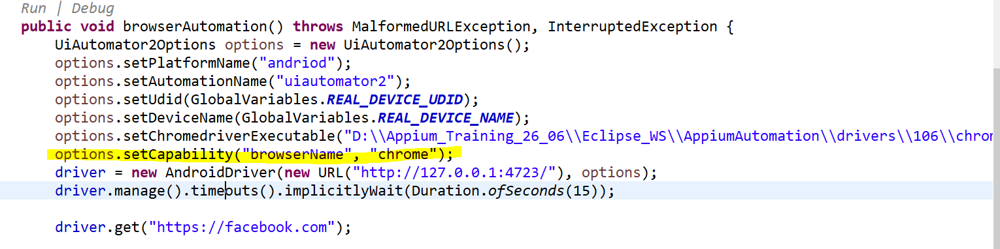 Run | Debug
public void browserAutomation() throws MalformedURLException, InterruptedException {
UiAutomator2Options options = new UiAutomator2Options();
options.setPlatformName("andriod");
options.setAutomationName("uiautomator2");
options.setUdid(GlobalVariables.REAL_DEVICE_UDID);
options.setDeviceName(GlobalVariables.REAL_DEVICE_NAME);
options.setChromedriverExecutable("D:\\Appium_Training_26_06\\Eclipse_WS\\AppiumAutomation\\drivers\\106\\chrom
options.setCapability("browserName", "chrome");
driver = new AndroidDriver(new URL("http://127.0.0.1:4723/"), options);
driver.manage().timeouts().implicitlyWait(Duration.ofSeconds(15));
driver.get("https://facebook.com");